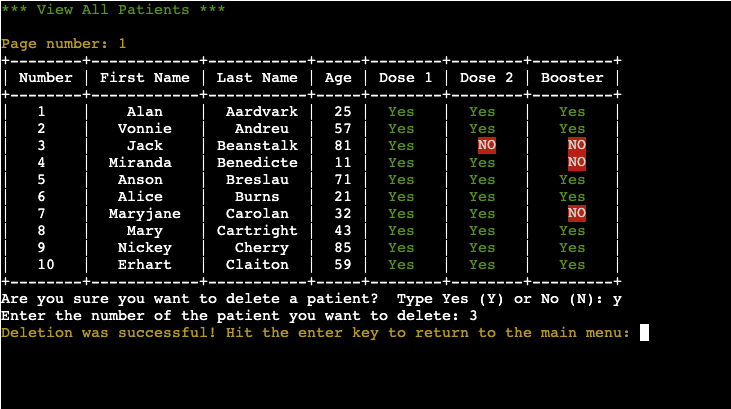 *** View All Patients ***
Page number: 1
+--------+------------+-----------+-----+--------+--------+---------+
| Number | First Name | Last Name | Age | Dose 1 | Dose 2 | Booster |
+--------+------------+-----------+-----+--------+--------+---------+
| 1 | Alan | Aardvark | 25 | Yes | Yes | Yes |
| 2 | Vonnie | Andreu | 57 | Yes | Yes | Yes |
| 3 | Jack | Beanstalk | 81 | Yes | NO | NO |
| 4 | Miranda | Benedicte | 11 | Yes | Yes | NO |
| 5 | Anson | Breslau | 71 | Yes | Yes | Yes |
| 6 | Alice | Burns | 21 | Yes | Yes | Yes |
| 7 | Maryjane | Carolan | 32 | Yes | Yes | NO |
| 8 | Mary | Cartright | 43 | Yes | Yes | Yes |
| 9 | Nickey | Cherry | 85 | Yes | Yes | Yes |
| 10 | Erhart | Claiton | 59 | Yes | Yes | Yes |
+--------+------------+-----------+-----+--------+--------+---------+
Are you sure you want to delete a patient?  Type Yes (Y) or No (N): y
Enter the number of the patient you want to delete: 3
Deletion was successful! Hit the enter key to return to the main menu: